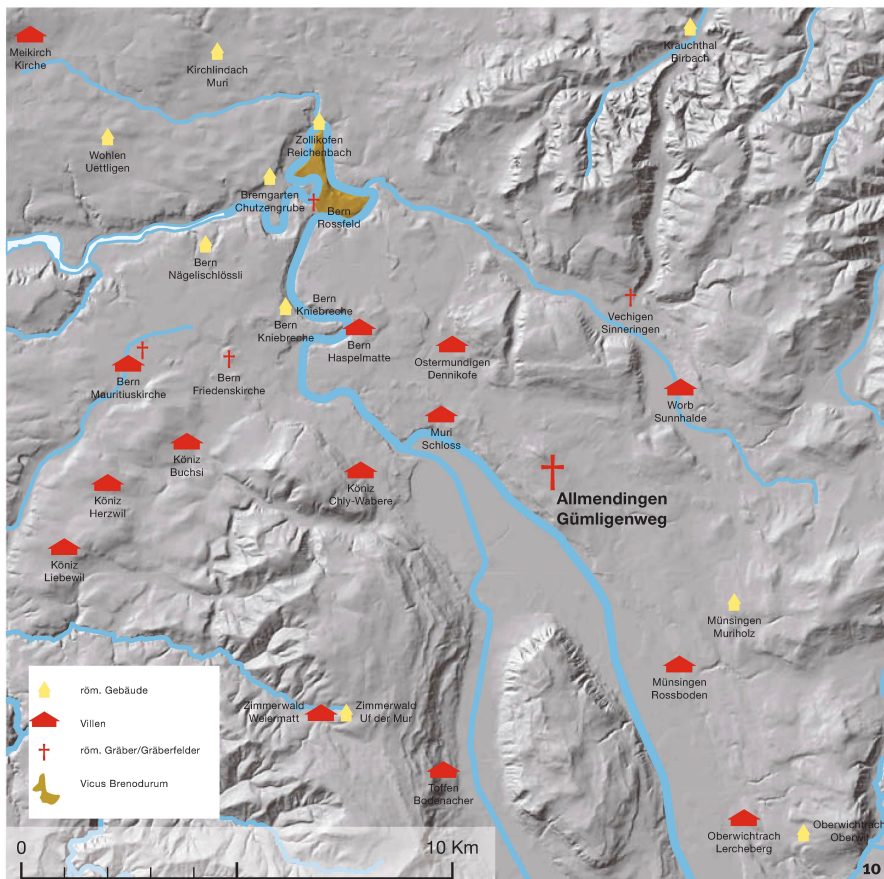 Meikirch
Kirche
Kirchlindach
Muri
Krauchthal
Birbach
Wohlen
Uettligen
Zollikofen
Reichenbach
Bremgarten
Chutzengrube
Bern
Rossfeld
Bern
Nägelischlössli
Bern
Kniebreche
Bern
Kniebreche
Bern
Haspelmatte
Ostermundigen
Dennikofe
Vechigen
Sinneringen
Bern
Mauritiuskirche
Bern
Friedenskirche
Worb
Sunnhalde
Muri
Schloss
Köniz
Buchsi
Köniz
Herzwil
Köniz
Chly-Wabere
Allmendingen
Gümligenweg
Köniz
Liebewil
Münsingen
Muriholz
Münsingen
Rossboden
Zimmerwald
Weiermatt
Zimmerwald
Uf der Mur
Toffen
Bodenacher
Oberwichtrach
Lercheberg
Oberwichtrach
Oberwil
röm. Gebäude
Villen
röm. Gräber/Gräberfelder
Vicus Brenodurum
0
10 Km
10